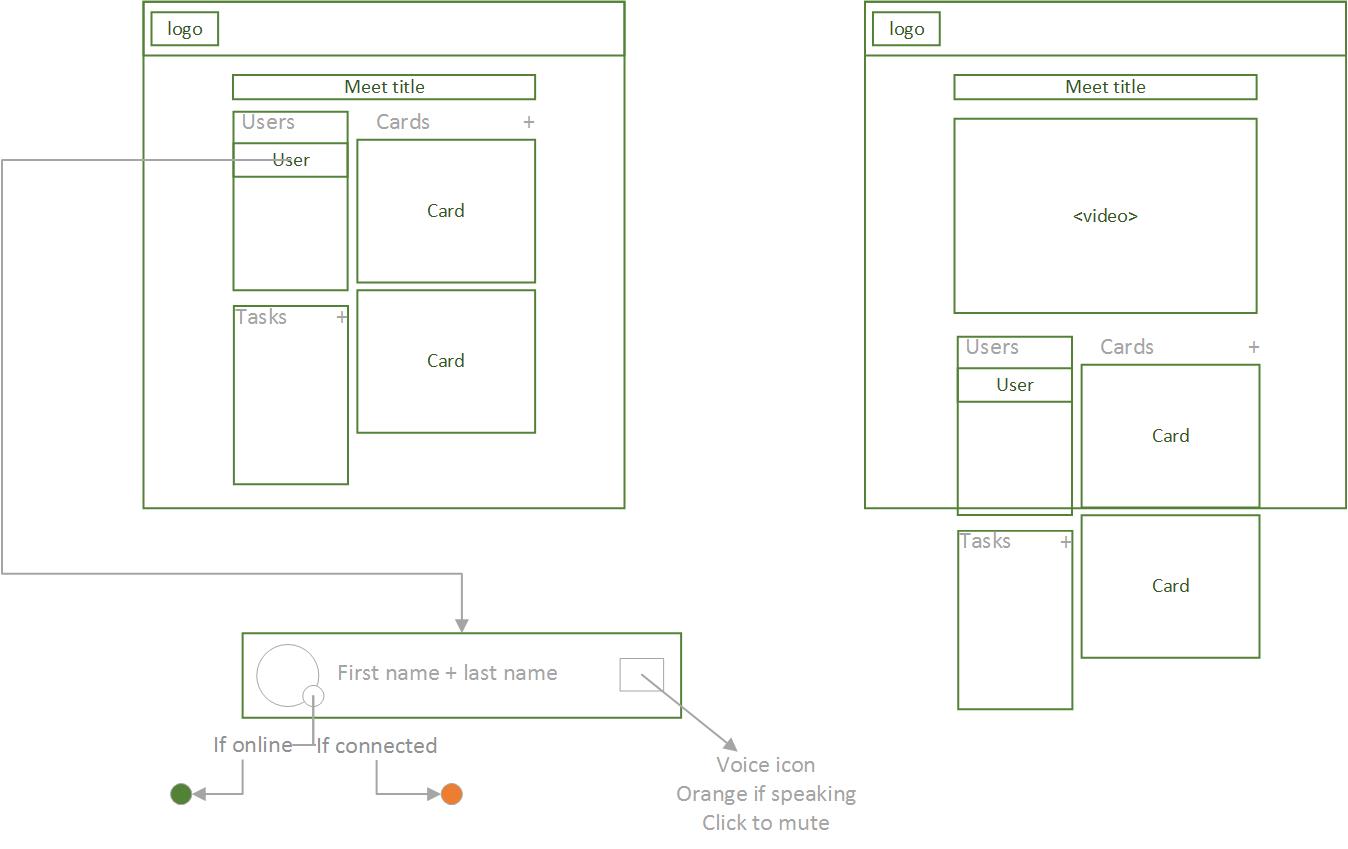 logo
Meet title
Users
Cards +
User
Card
Tasks +
Card
First name + last name
If online
If connected
Voice icon
Orange if speaking
Click to mute
logo
Meet title
<video>
Users
Cards +
User
Card
Tasks +
Card